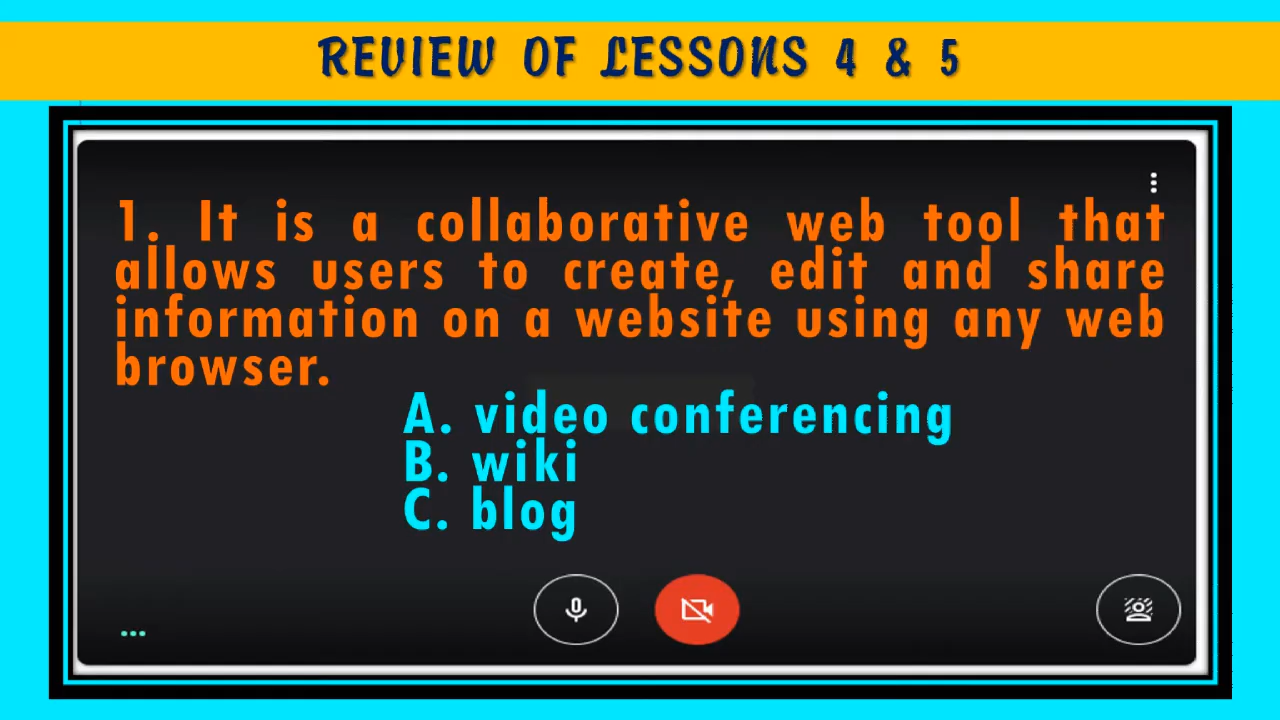 REVIEW OF LESSONS 4 & 5
1. It is a collaborative web tool that
allows users to create, edit and share
information on a website using any web
browser.
A. video conferencing
B. wiki
C. blog